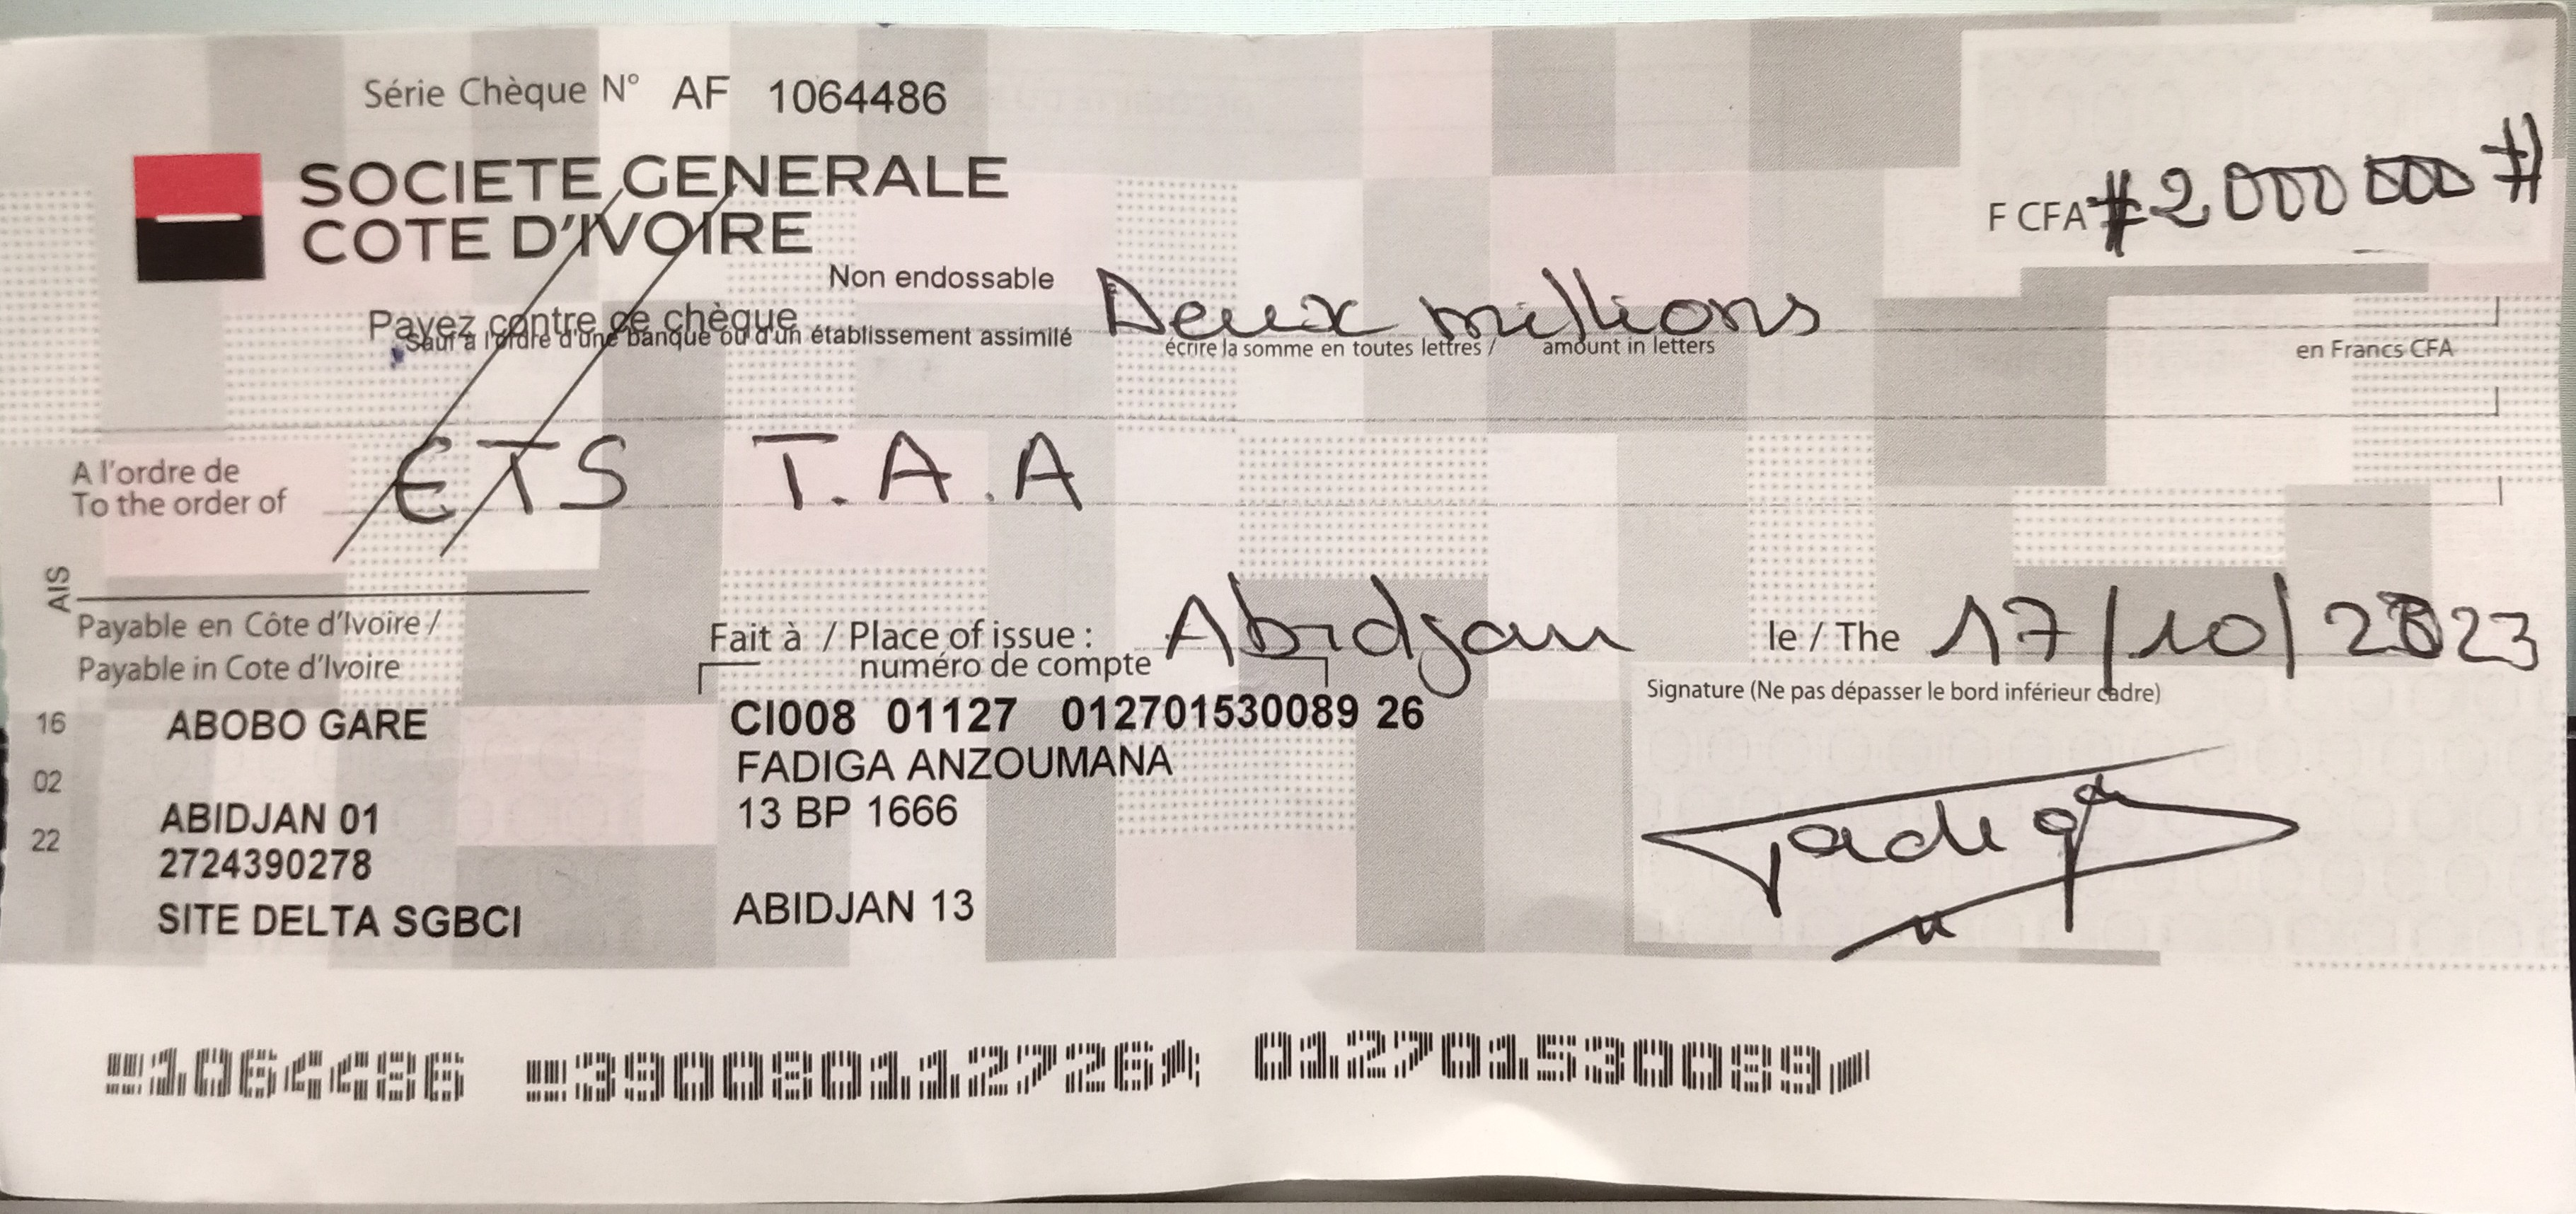 Série Chèque N° AF 1064486
SOCIETE GENERALE
COTE D'IVOIRE
F CFA #2 000 000 #
Non endossable
Payez contre ce chèque
Sauf à l'ordre d'une banque ou d'un établissement assimilé
Deux millions
écrire la somme en toutes lettres / amount in letters
en Francs CFA
A l'ordre de
To the order of
ETS T.A.A
AIS
Payable en Côte d'Ivoire /
Payable in Cote d'Ivoire
Fait à / Place of issue : Abidjan le / The 17/10/2023
numéro de compte
Signature (Ne pas dépasser le bord inférieur cadre)
16 ABOBO GARE
02
ABIDJAN 01
22
2724390278
SITE DELTA SGBCI
CI008 01127 012701530089 26
FADIGA ANZOUMANA
13 BP 1666
ABIDJAN 13
Fadiga
1064486 390080112726 012701530089